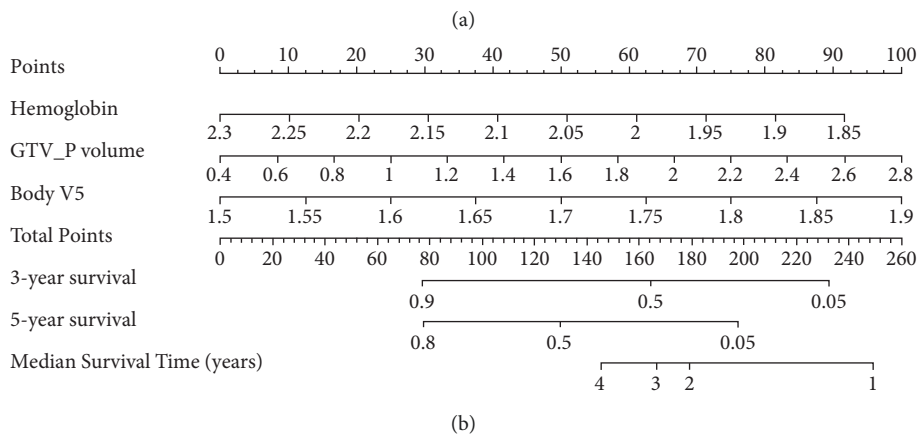 (a)
0 10 20 30 40 50 60 70 80 90 100
Points
Hemoglobin
2.3 2.25 2.2 2.15 2.1 2.05 2 1.95 1.9 1.85
GTV_P volume
0.4 0.6 0.8 1 1.2 1.4 1.6 1.8 2 2.2 2.4 2.6 2.8
Body V5
1.5 1.55 1.6 1.65 1.7 1.75 1.8 1.85 1.9
Total Points
0 20 40 60 80 100 120 140 160 180 200 220 240 260
3-year survival
0.9 0.5 0.05
5-year survival
0.8 0.5 0.05
Median Survival Time (years)
4 3 2 1
(b)